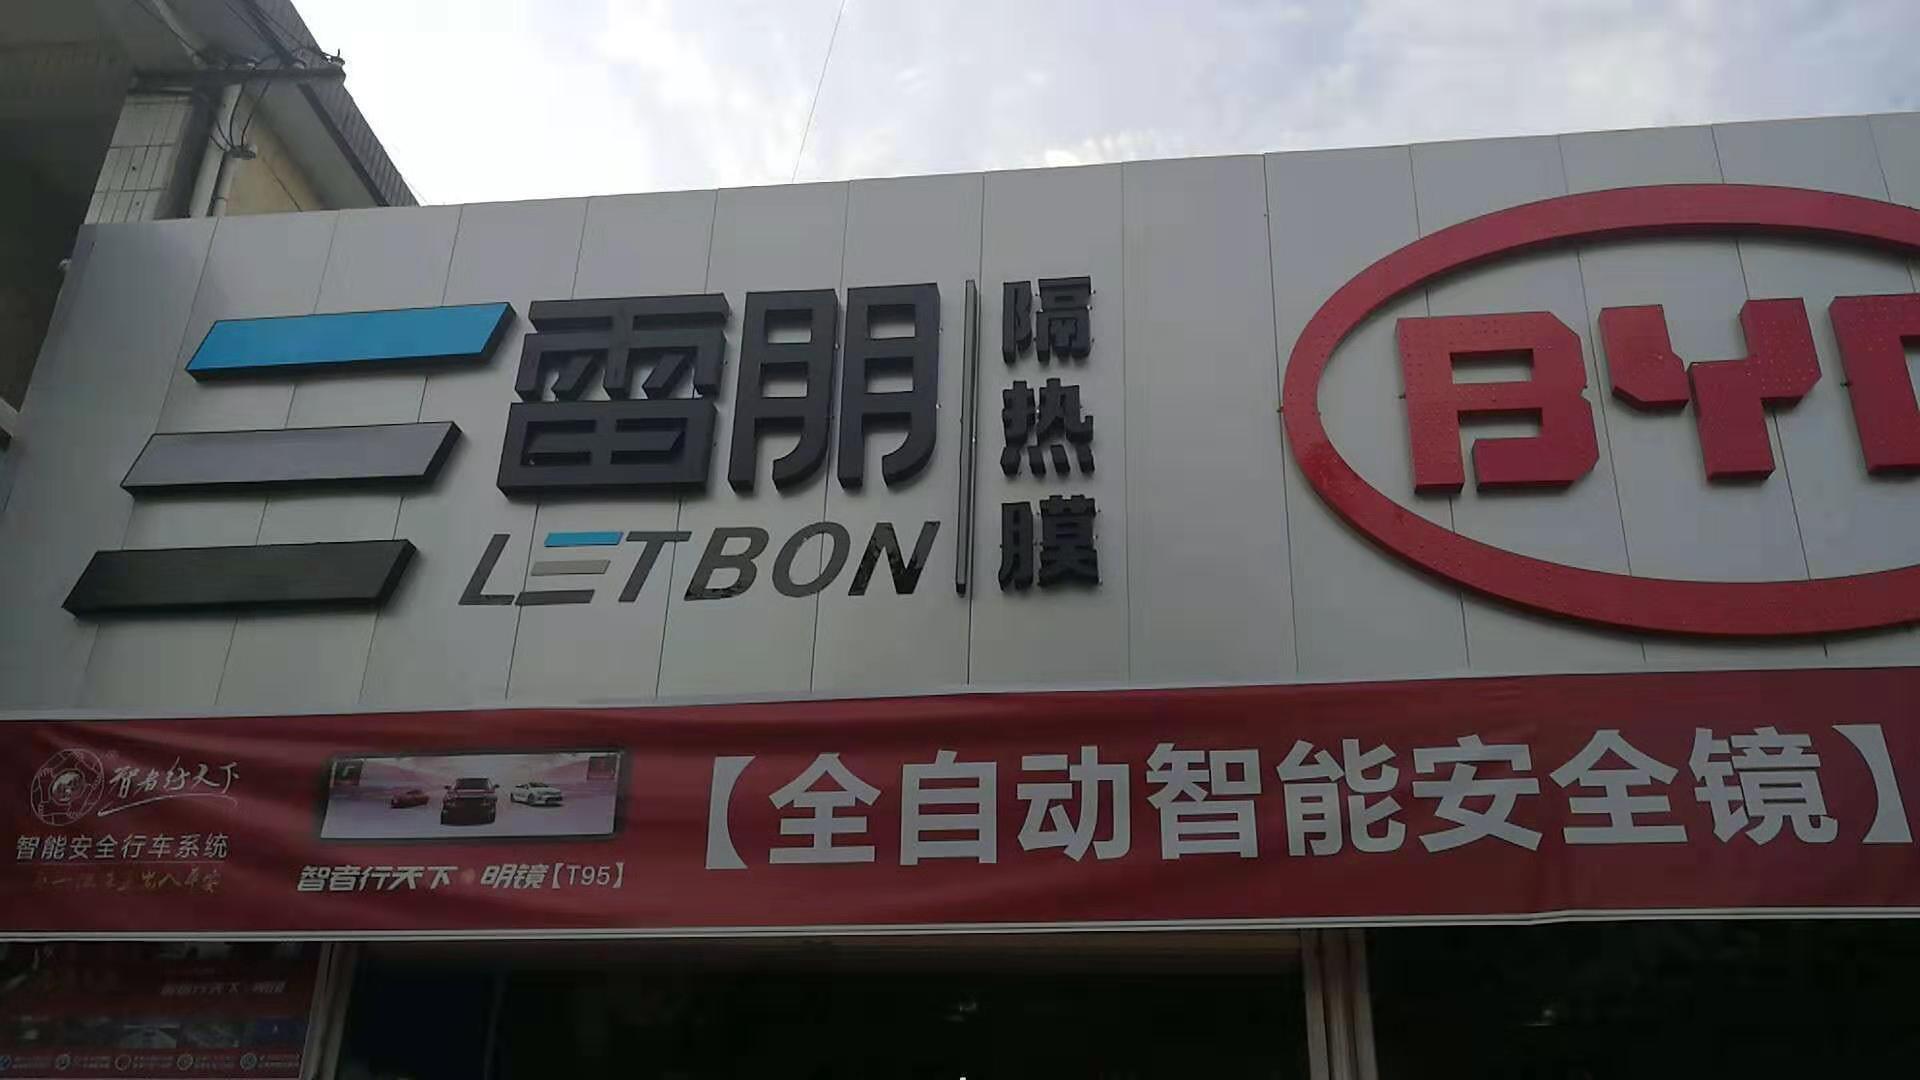 雷朋
LETBON
隔热膜
BYD
智者行天下
智能安全行车系统
智者行天下·明镜【T95】
【全自动智能安全镜】